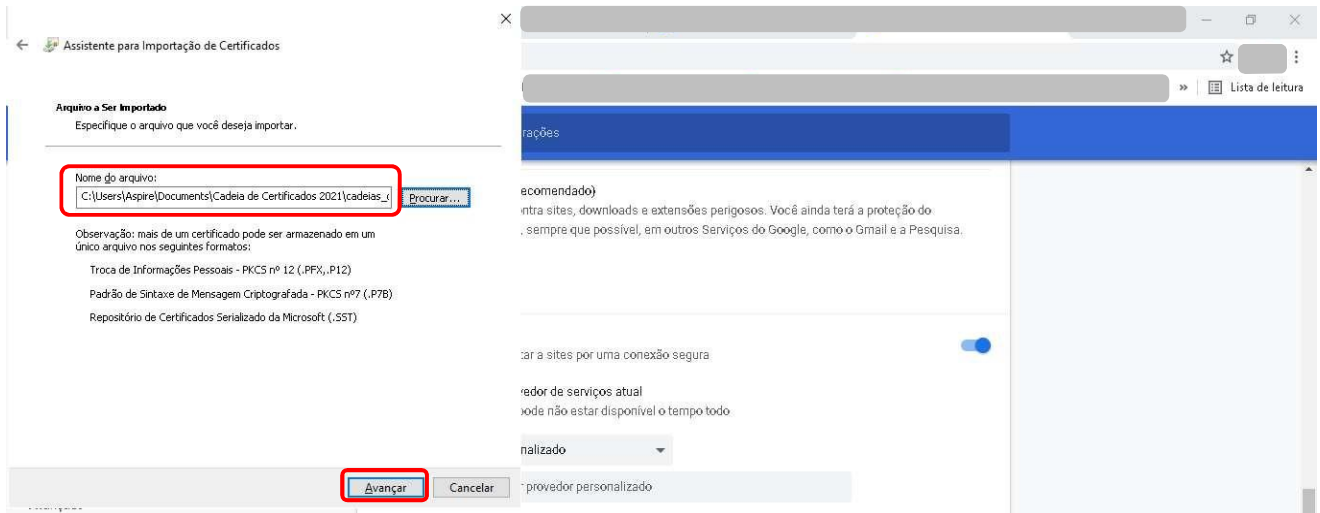 Assistente para Importação de Certificados
Arquivo a Ser Importado
Especifique o arquivo que você deseja importar.
Nome do arquivo:
C:\Users\Aspire\Documents\Cadeia de Certificados 2021\cadeias_
Procurar...
Observação: mais de um certificado pode ser armazenado em um
único arquivo nos seguintes formatos:
Troca de Informações Pessoais - PKCS nº 12 (.PFX,.P12)
Padrão de Sintaxe de Mensagem Criptografada - PKCS nº7 (.P7B)
Repositório de Certificados Serializado da Microsoft (.SST)
Avançar
Cancelar
» Lista de leitura
rações
ecomendado)
ntra sites, downloads e extensões perigosos. Você ainda terá a proteção do
, sempre que possível, em outros Serviços do Google, como o Gmail e a Pesquisa.
tar a sites por uma conexão segura
vedor de serviços atual
pode não estar disponível o tempo todo
nalizado
provedor personalizado